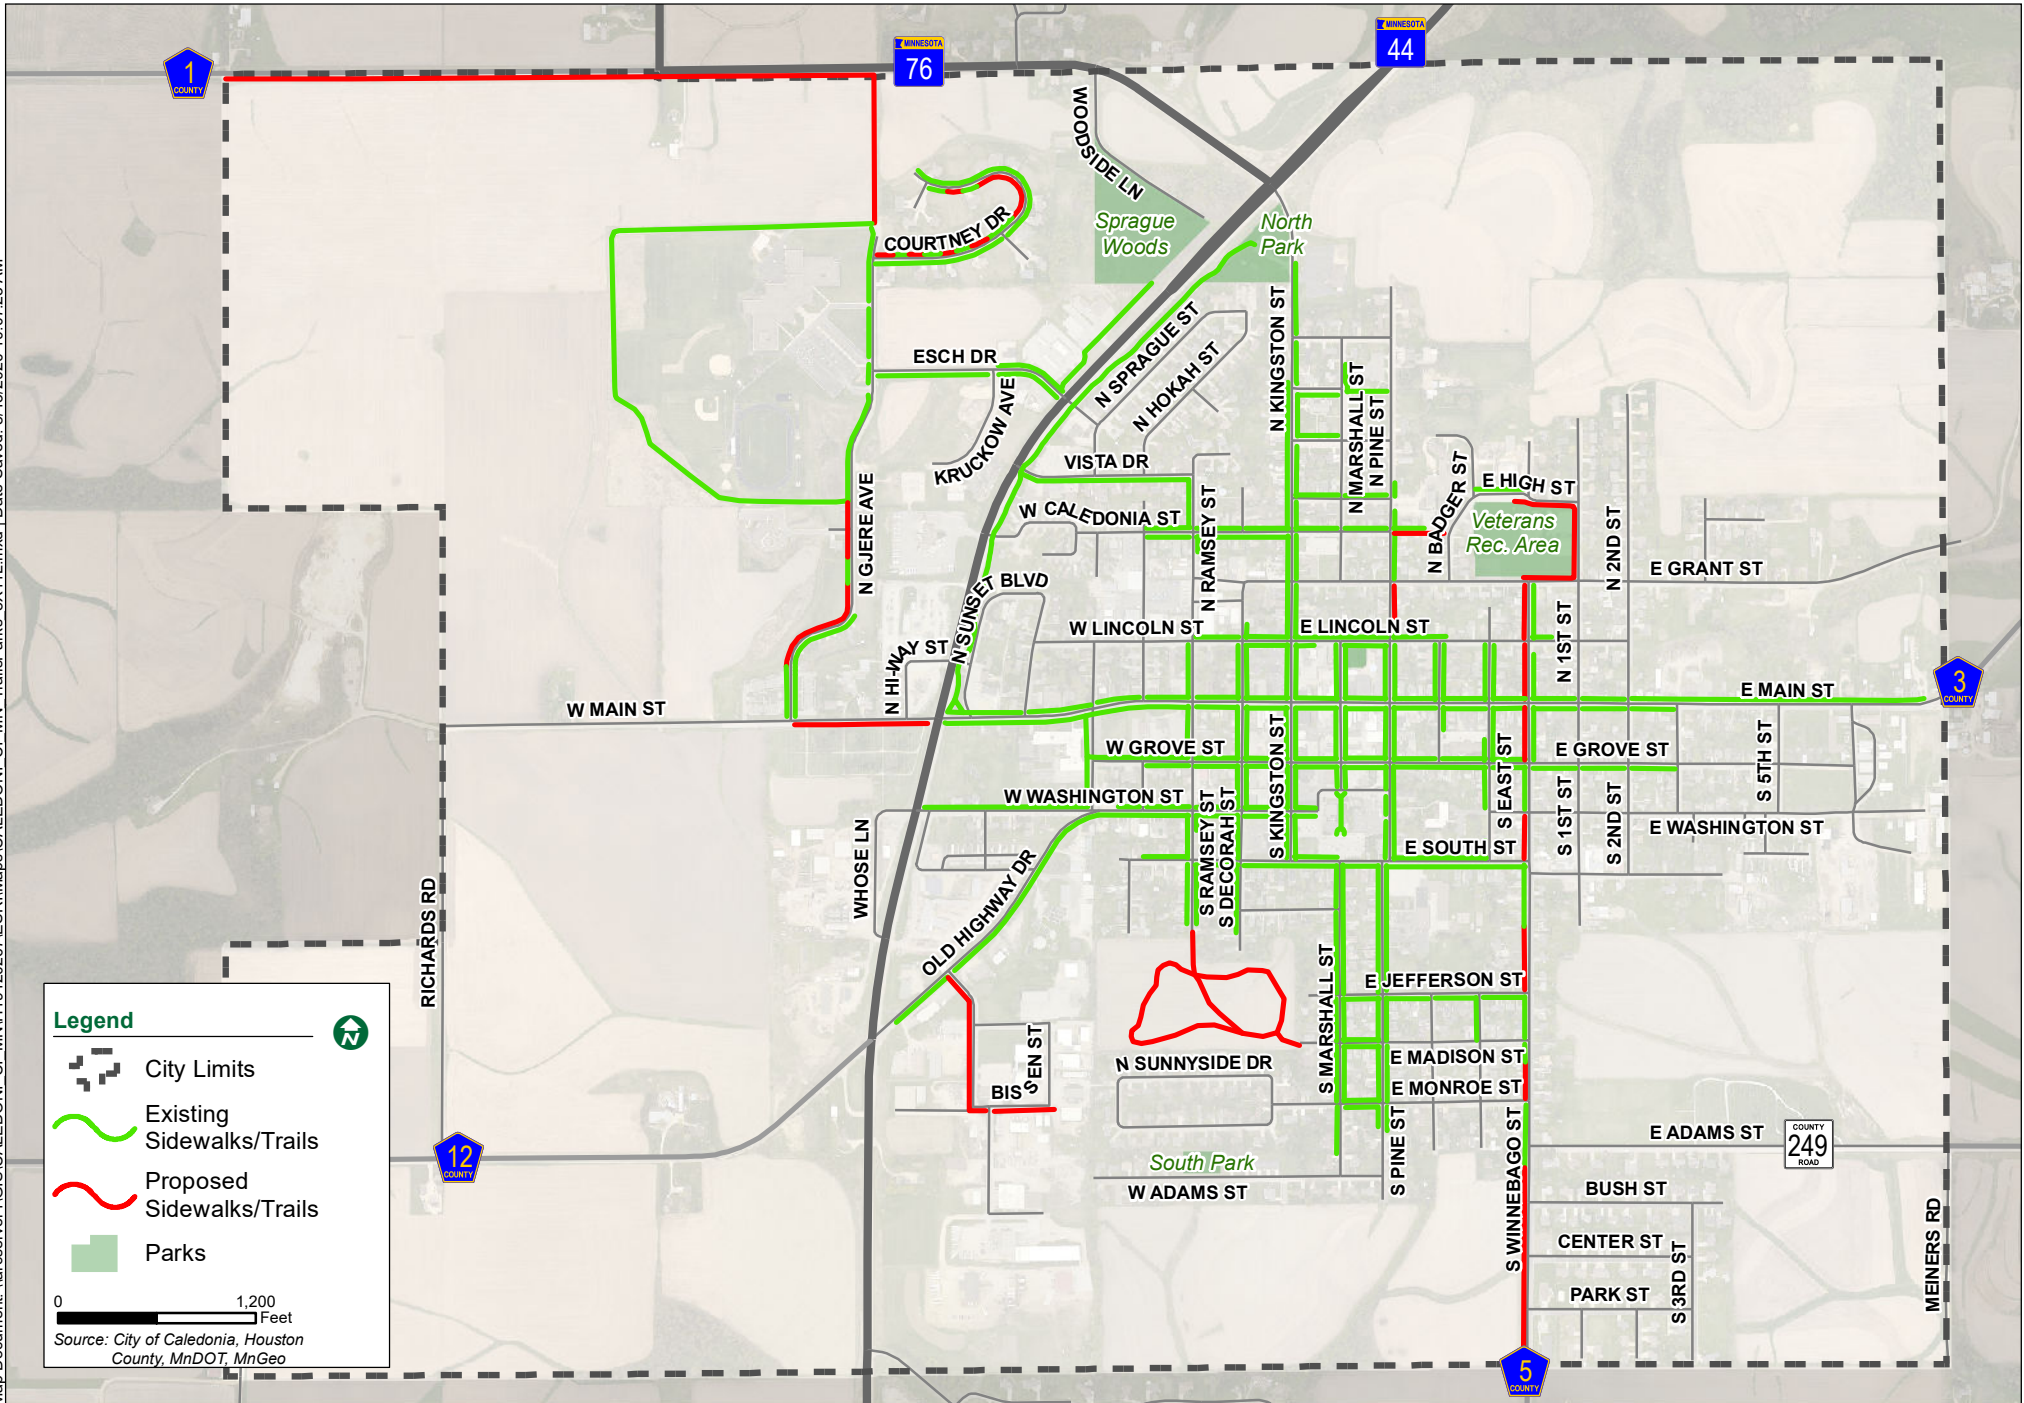 1
COUNTY
MINNESOTA
76
MINNESOTA
44
WOODSIDE LN
Sprague
Woods
North
Park
COURTNEY DR
ESCH DR
KRUCKOW AVE
N SPRAGUE ST
N HOKAH ST
N KINGSTON ST
N MARSHALL ST
N PINE ST
VISTA DR
N GJERE AVE
W CALEDONIA ST
N RAMSEY ST
N BADGER ST
E HIGH ST
Veterans
Rec. Area
N 2ND ST
E GRANT ST
N SUNSET BLVD
W LINCOLN ST
E LINCOLN ST
N 1ST ST
N HI-WAY ST
W MAIN ST
E MAIN ST
3
COUNTY
W GROVE ST
S KINGSTON ST
S EAST ST
E GROVE ST
S 5TH ST
W WASHINGTON ST
S RAMSEY ST
S DECORAH ST
E SOUTH ST
S 1ST ST
S 2ND ST
E WASHINGTON ST
WHOSE LN
OLD HIGHWAY DR
RICHARDS RD
S MARSHALL ST
E JEFFERSON ST
BISSEN ST
N SUNNYSIDE DR
E MADISON ST
E MONROE ST
S PINE ST
S WINNEBAGO ST
E ADAMS ST
COUNTY
249
ROAD
South Park
W ADAMS ST
BUSH ST
CENTER ST
S 3RD ST
PARK ST
MEINERS RD
12
COUNTY
5
COUNTY
Legend
N
City Limits
Existing
Sidewalks/Trails
Proposed
Sidewalks/Trails
Parks
0 1,200
Feet
Source: City of Caledonia, Houston
County, MnDOT, MnGeo